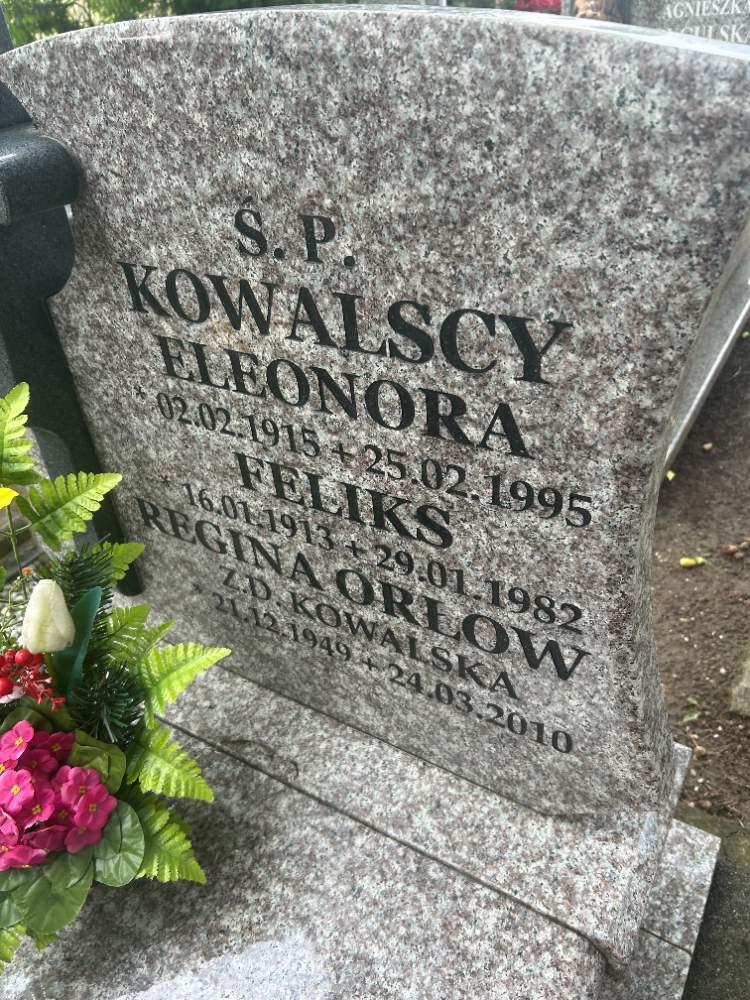 Ś. P.
KOWALSCY
ELEONORA
* 02.02.1915 + 25.02.1995
FELIKS
* 16.01.1913 + 29.01.1982
REGINA ORŁOW
Z.D. KOWALSKA
* 21.12.1949 + 24.03.2010